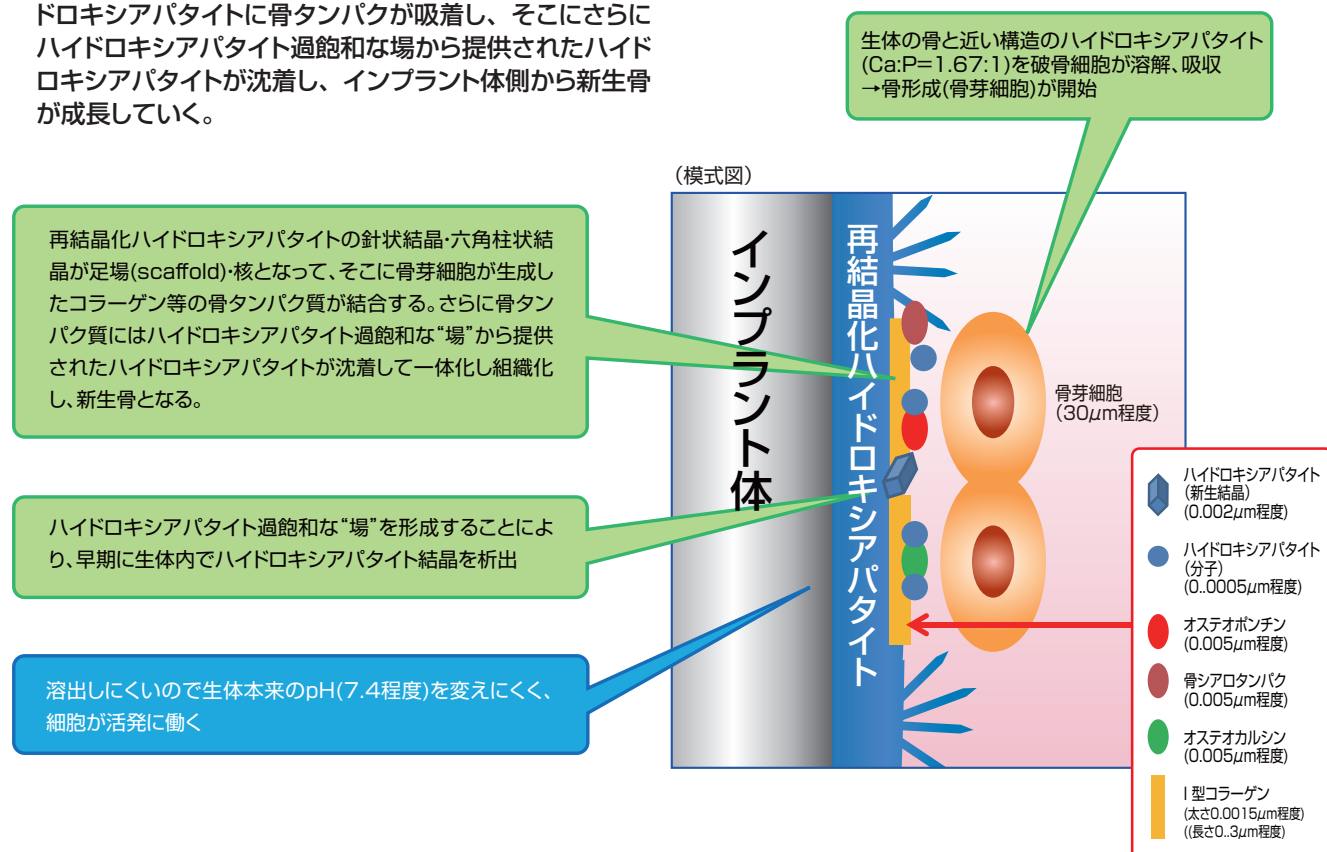 ドロキシアパタイトに骨タンパクが吸着し、そこにさらに
ハイドロキシアパタイト過飽和な場から提供されたハイド
ロキシアパタイトが沈着し、インプラント体側から新生骨
が成長していく。
生体の骨と近い構造のハイドロキシアパタイト
(Ca:P=1.67:1)を破骨細胞が溶解、吸収
→骨形成(骨芽細胞)が開始
(模式図)
再結晶化ハイドロキシアパタイトの針状結晶・六角柱状結
晶が足場(scaffold)・核となって、そこに骨芽細胞が生成し
たコラーゲン等の骨タンパク質が結合する。さらに骨タン
パク質にはハイドロキシアパタイト過飽和な“場”から提供
されたハイドロキシアパタイトが沈着して一体化し組織化
し、新生骨となる。
ハイドロキシアパタイト過飽和な“場”を形成することによ
り、早期に生体内でハイドロキシアパタイト結晶を析出
溶出しにくいので生体本来のpH(7.4程度)を変えにくく、
細胞が活発に働く
インプラント体
再結晶化ハイドロキシアパタイト
骨芽細胞
(30μm程度)
ハイドロキシアパタイト
(新生結晶)
(0.002μm程度)
ハイドロキシアパタイト
(分子)
(0..0005μm程度)
オステオポンチン
(0.005μm程度)
骨シアロタンパク
(0.005μm程度)
オステオカルシン
(0.005μm程度)
I型コラーゲン
(太さ0.0015μm程度)
((長さ0..3μm程度)